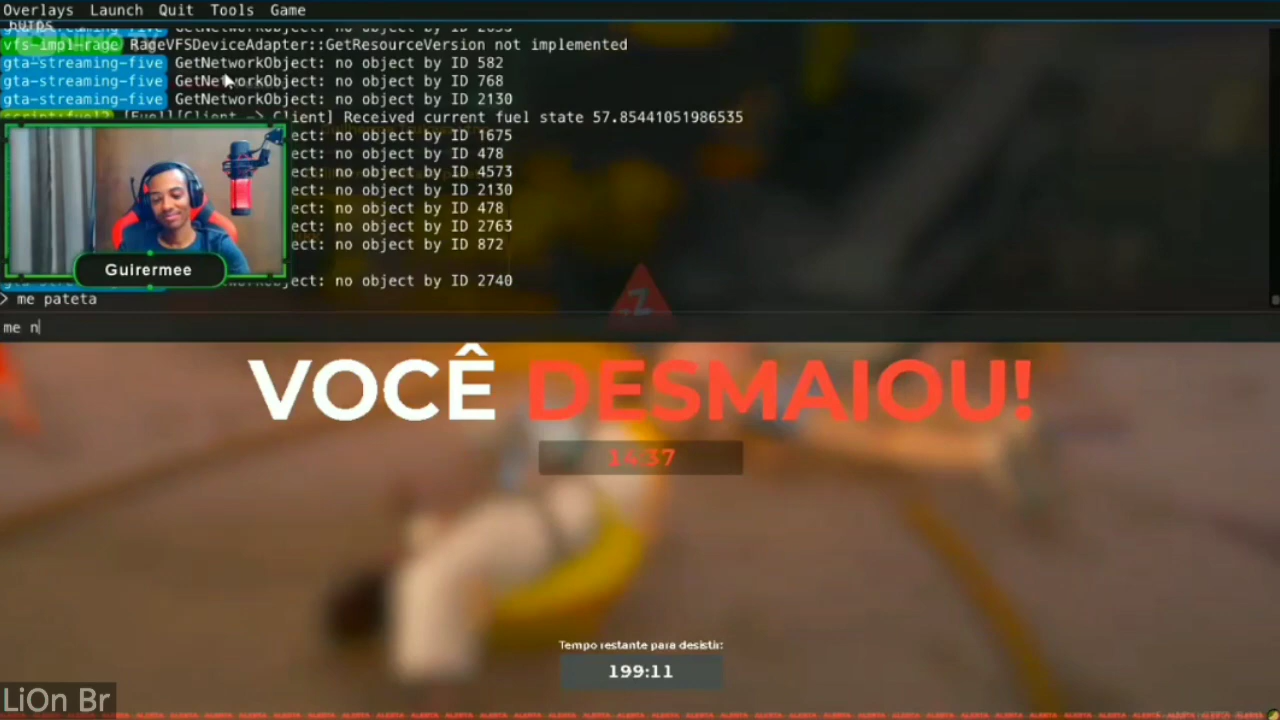 Overlays Launch Quit Tools Game
vfs-impl-rage RageVFSDeviceAdapter::GetResourceVersion not implemented
gta-streaming-five GetNetworkObject: no object by ID 582
gta-streaming-five GetNetworkObject: no object by ID 768
gta-streaming-five GetNetworkObject: no object by ID 2130
script:fuel2 [Fuel][Client -> Client] Received current fuel state 57.85441051986535
ect: no object by ID 1675
ect: no object by ID 478
ect: no object by ID 4573
ect: no object by ID 2130
ect: no object by ID 478
ect: no object by ID 2763
ect: no object by ID 872
Guirermee
ect: no object by ID 2740
> me pateta
me n
VOCÊ DESMAIOU!
14:37
Tempo restante para desistir:
199:11
LiOn Br